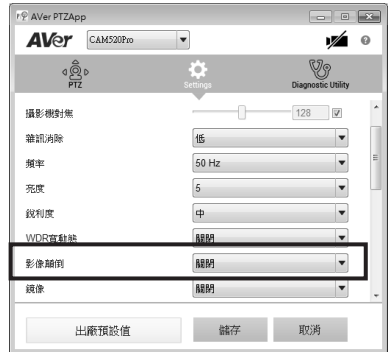 AVer PTZApp
AVer CAM520Pro
PTZ Settings Diagnostic Utility
攝影機對焦 128
雜訊消除 低
頻率 50 Hz
亮度 5
銳利度 中
WDR寬動態 關閉
影像顛倒 關閉
鏡像 關閉
出廠預設值 儲存 取消